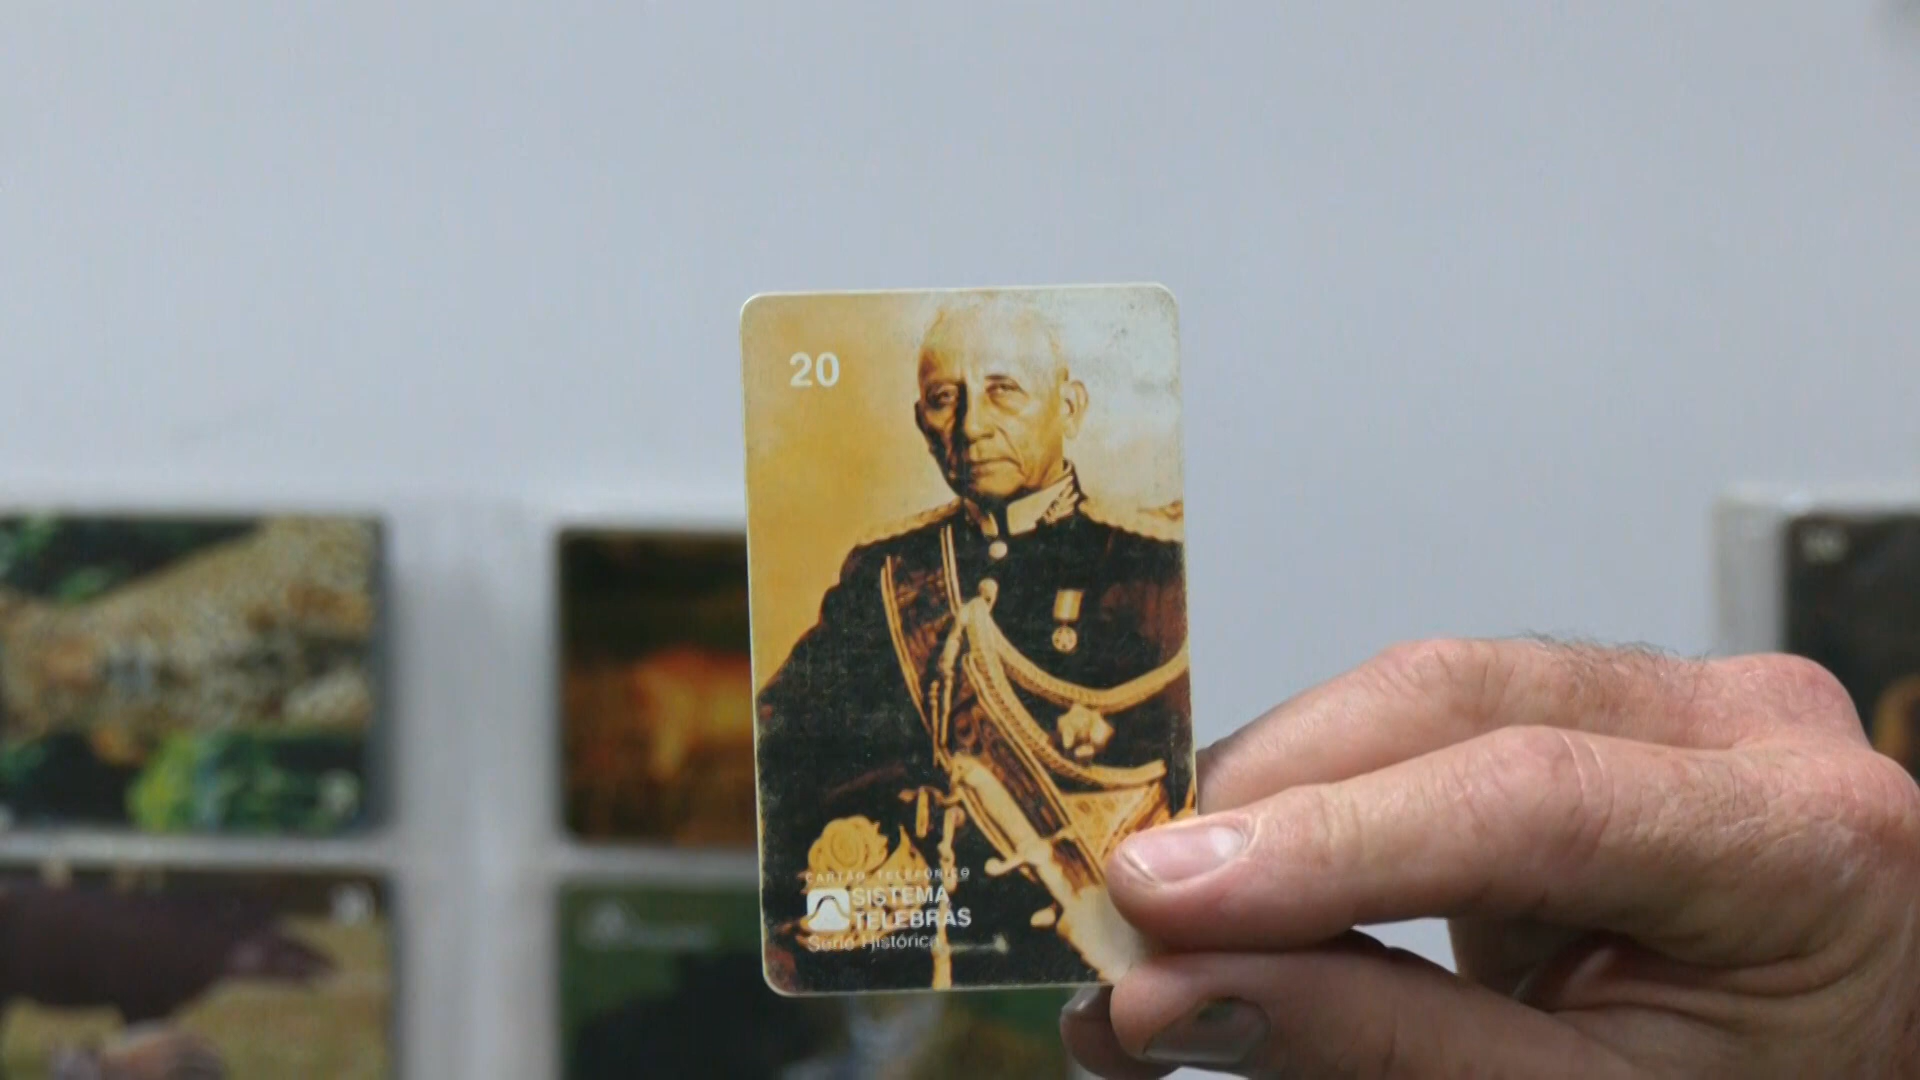 20
CARTÃO TELEFÔNICO
SISTEMA
TELEBRAS
Série Histórica